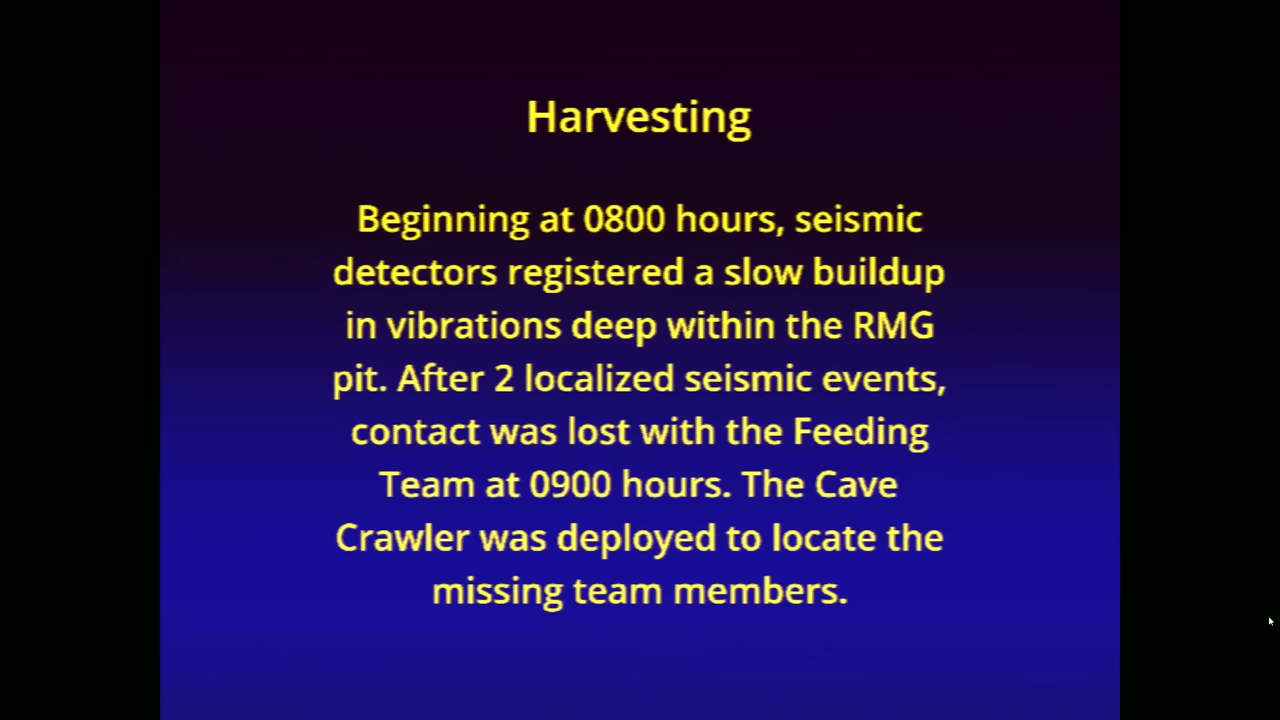 Harvesting
Beginning at 0800 hours, seismic
detectors registered a slow buildup
in vibrations deep within the RMG
pit. After 2 localized seismic events,
contact was lost with the Feeding
Team at 0900 hours. The Cave
Crawler was deployed to locate the
missing team members.